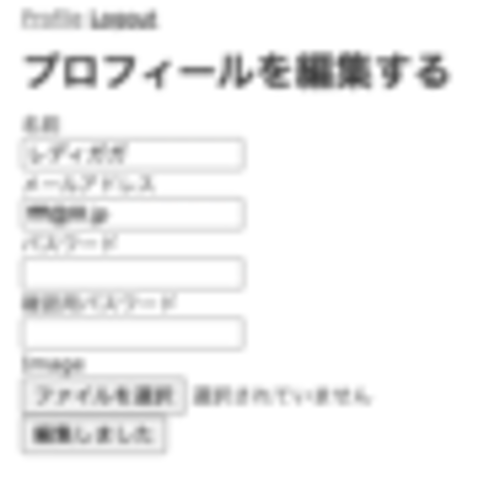 Profile Logout
プロフィールを編集する
名前
レディガガ
メールアドレス
パスワード
確認用パスワード
Image
ファイルを選択 選択されていません
編集しました